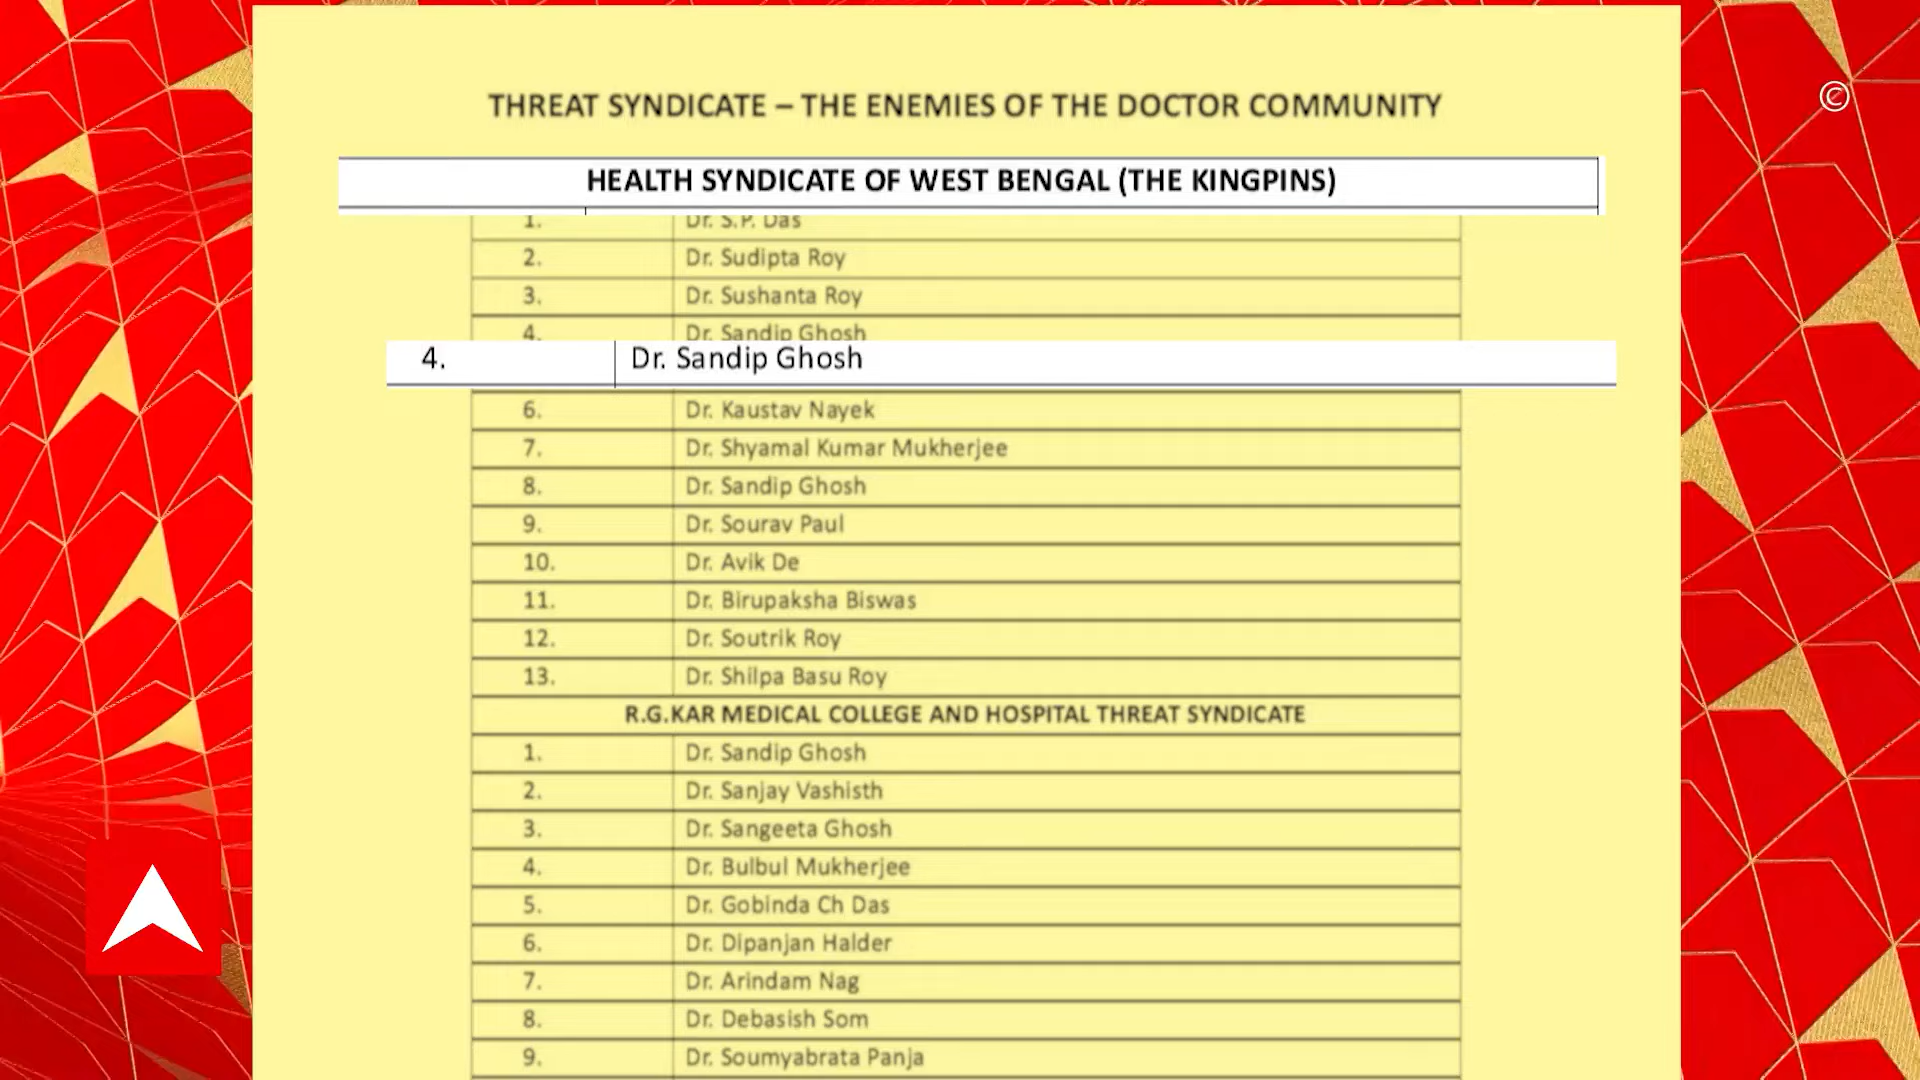 THREAT SYNDICATE – THE ENEMIES OF THE DOCTOR COMMUNITY
©
HEALTH SYNDICATE OF WEST BENGAL (THE KINGPINS)
1. Dr. S.P. Das
2. Dr. Sudipta Roy
3. Dr. Sushanta Roy
4. Dr. Sandip Ghosh
4. Dr. Sandip Ghosh
6. Dr. Kaustav Nayek
7. Dr. Shyamal Kumar Mukherjee
8. Dr. Sandip Ghosh
9. Dr. Sourav Paul
10. Dr. Avik De
11. Dr. Birupaksha Biswas
12. Dr. Soutrik Roy
13. Dr. Shilpa Basu Roy
R.G.KAR MEDICAL COLLEGE AND HOSPITAL THREAT SYNDICATE
1. Dr. Sandip Ghosh
2. Dr. Sanjay Vashisth
3. Dr. Sangeeta Ghosh
4. Dr. Bulbul Mukherjee
5. Dr. Gobinda Ch Das
6. Dr. Dipanjan Halder
7. Dr. Arindam Nag
8. Dr. Debasish Som
9. Dr. Soumyabrata Panja